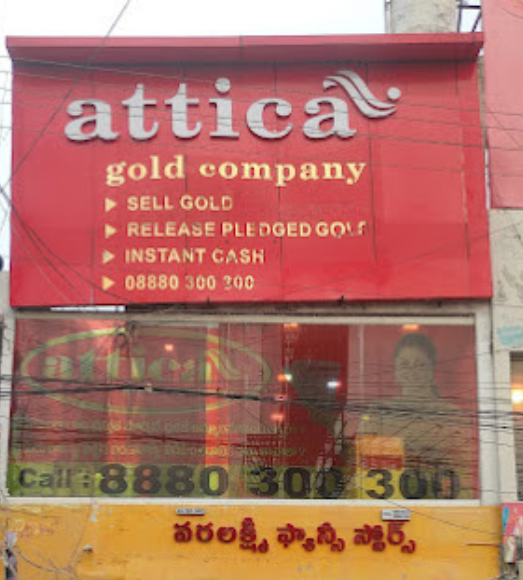 attica
gold company
SELL GOLD
RELEASE PLEDGED GOLD
INSTANT CASH
08880 300 300
attica
Call : 8880 300 300
వరలక్ష్మీ ఫ్యాన్సీ స్టోర్స్